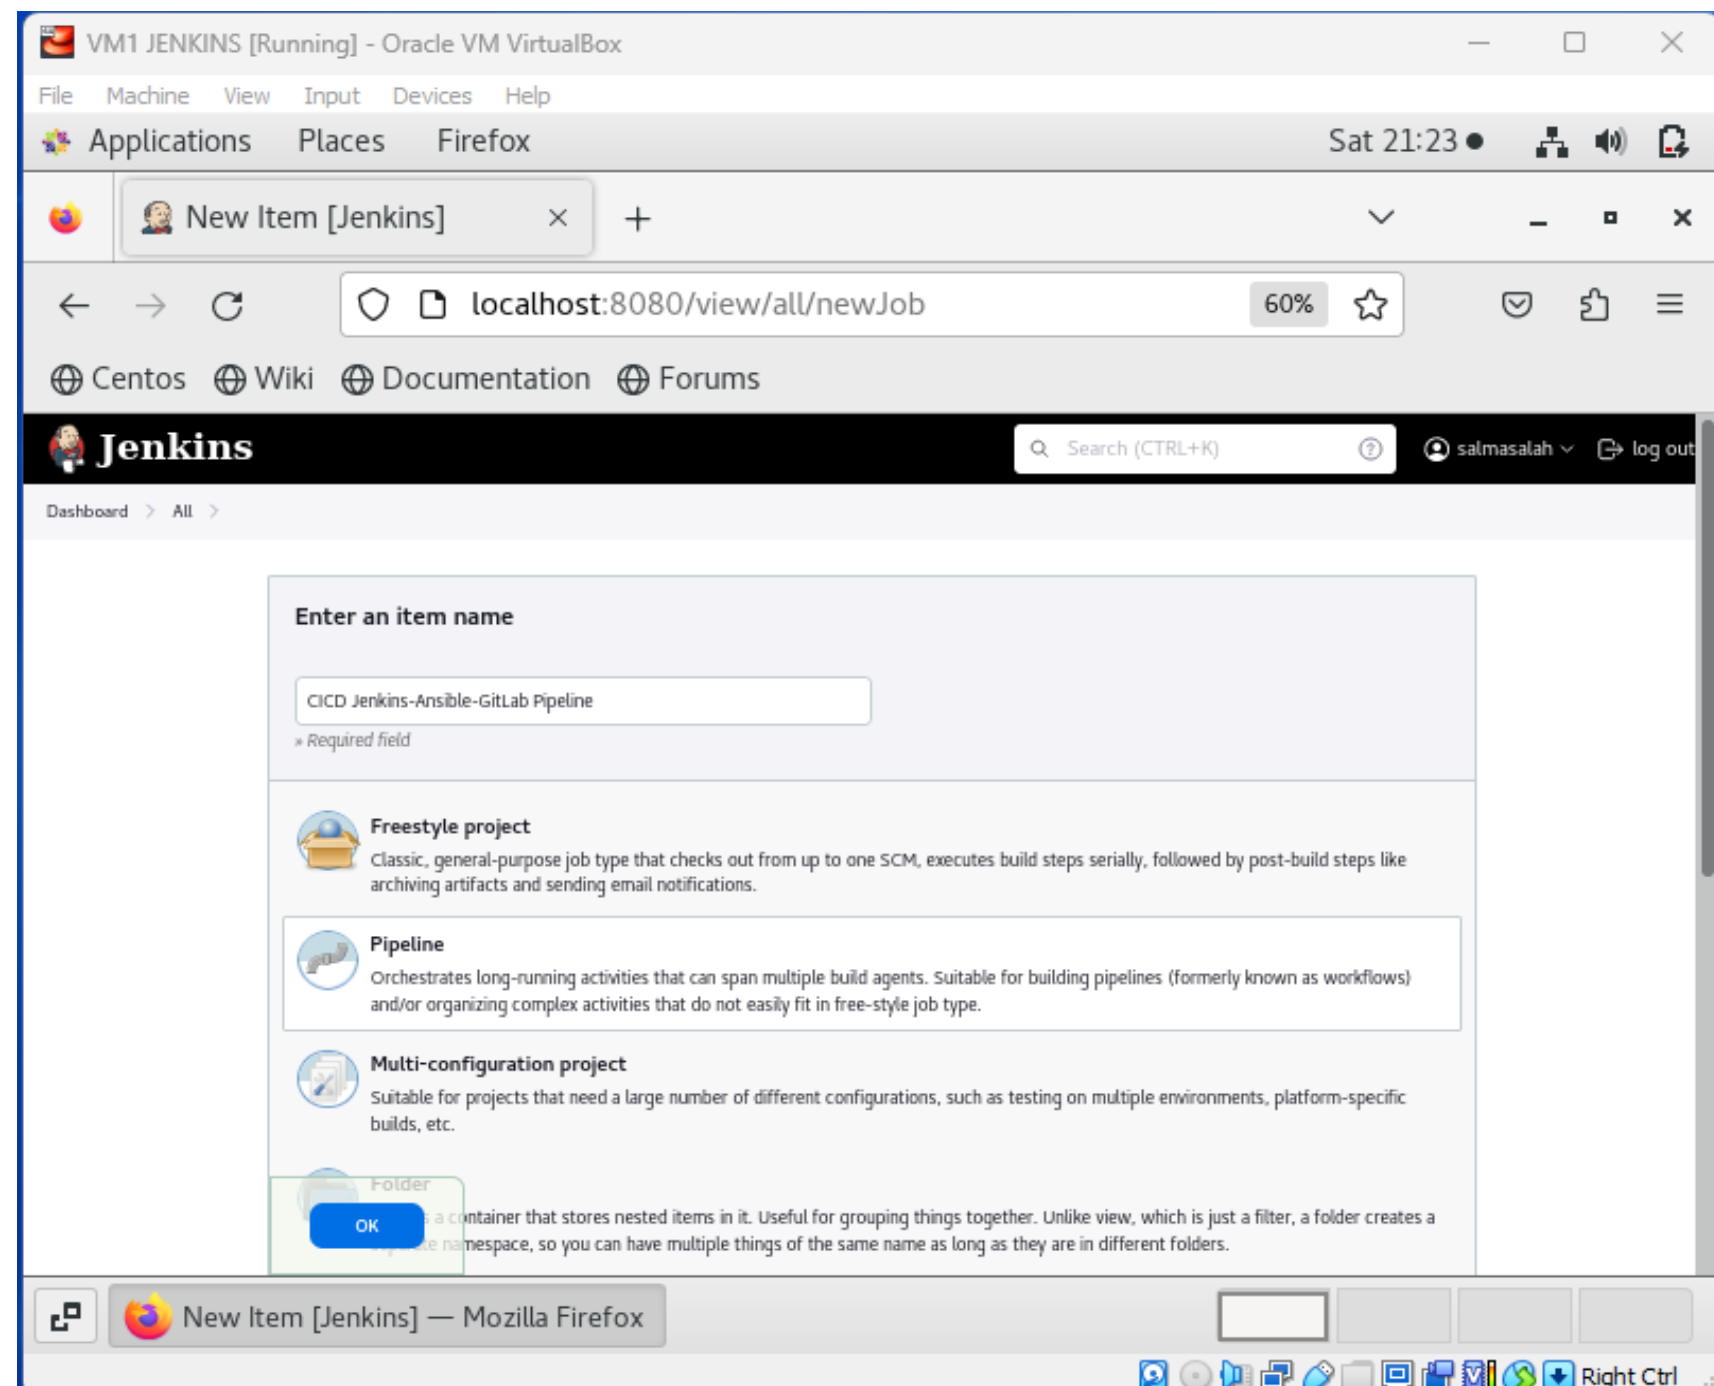 VM1 JENKINS [Running] - Oracle VM VirtualBox
File Machine View Input Devices Help
Applications Places Firefox Sat 21:23
New Item [Jenkins]
localhost:8080/view/all/newJob 60%
Centos Wiki Documentation Forums
Jenkins Search (CTRL+K) salmasalah log out
Dashboard All
Enter an item name
CICD Jenkins-Ansible-GitLab Pipeline
» Required field
Freestyle project
Classic, general-purpose job type that checks out from up to one SCM, executes build steps serially, followed by post-build steps like
archiving artifacts and sending email notifications.
Pipeline
Orchestrates long-running activities that can span multiple build agents. Suitable for building pipelines (formerly known as workflows)
and/or organizing complex activities that do not easily fit in free-style job type.
Multi-configuration project
Suitable for projects that need a large number of different configurations, such as testing on multiple environments, platform-specific
builds, etc.
Folder
OK a container that stores nested items in it. Useful for grouping things together. Unlike view, which is just a filter, a folder creates a
namespace, so you can have multiple things of the same name as long as they are in different folders.
New Item [Jenkins] — Mozilla Firefox
Right Ctrl